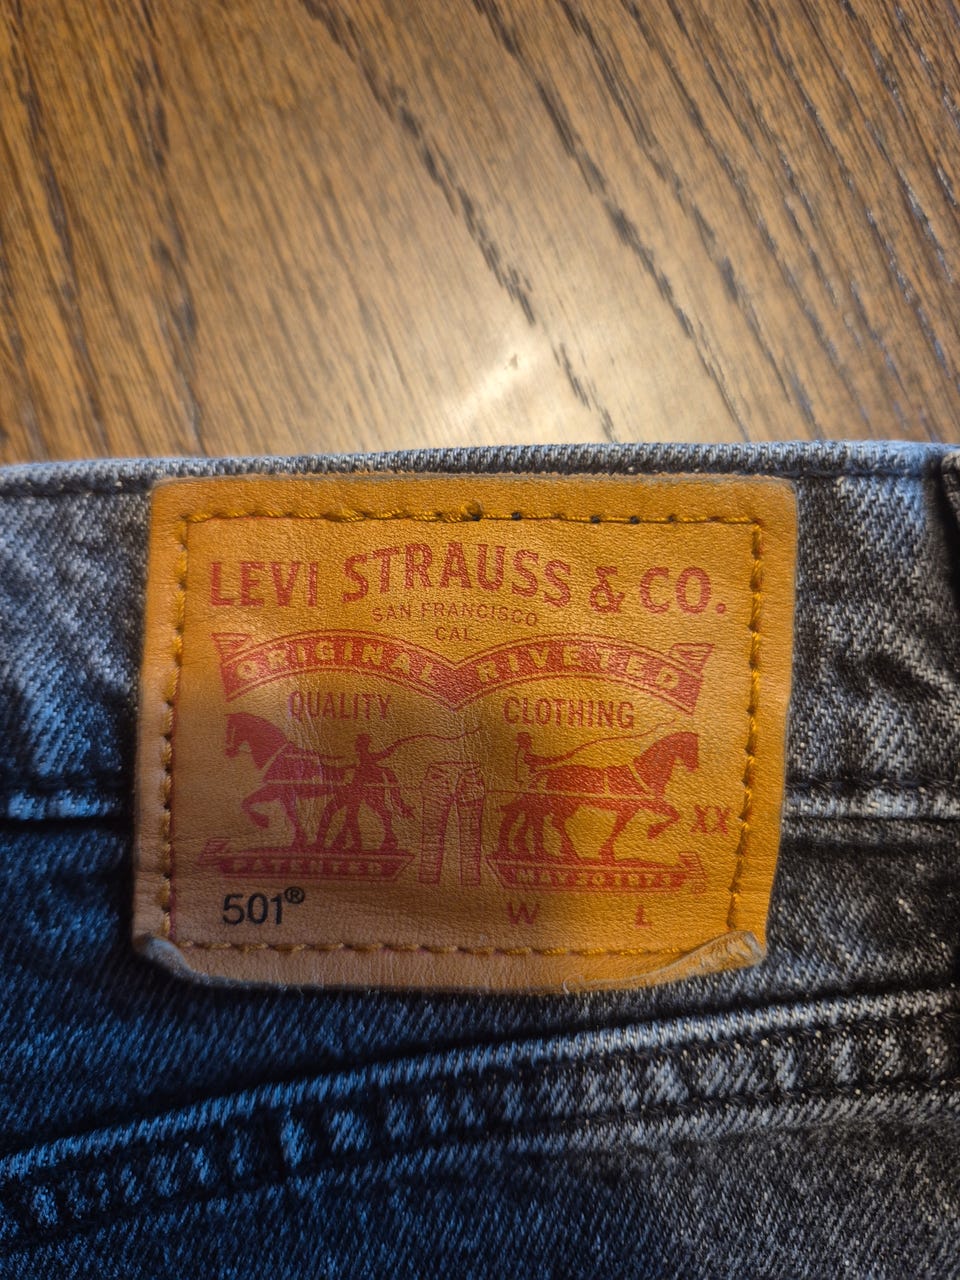 LEVI STRAUSS & CO.
SAN FRANCISCO
CAL.
ORIGINAL RIVETED
QUALITY CLOTHING
XX
PATENTED MAY 20 1873
501® W L